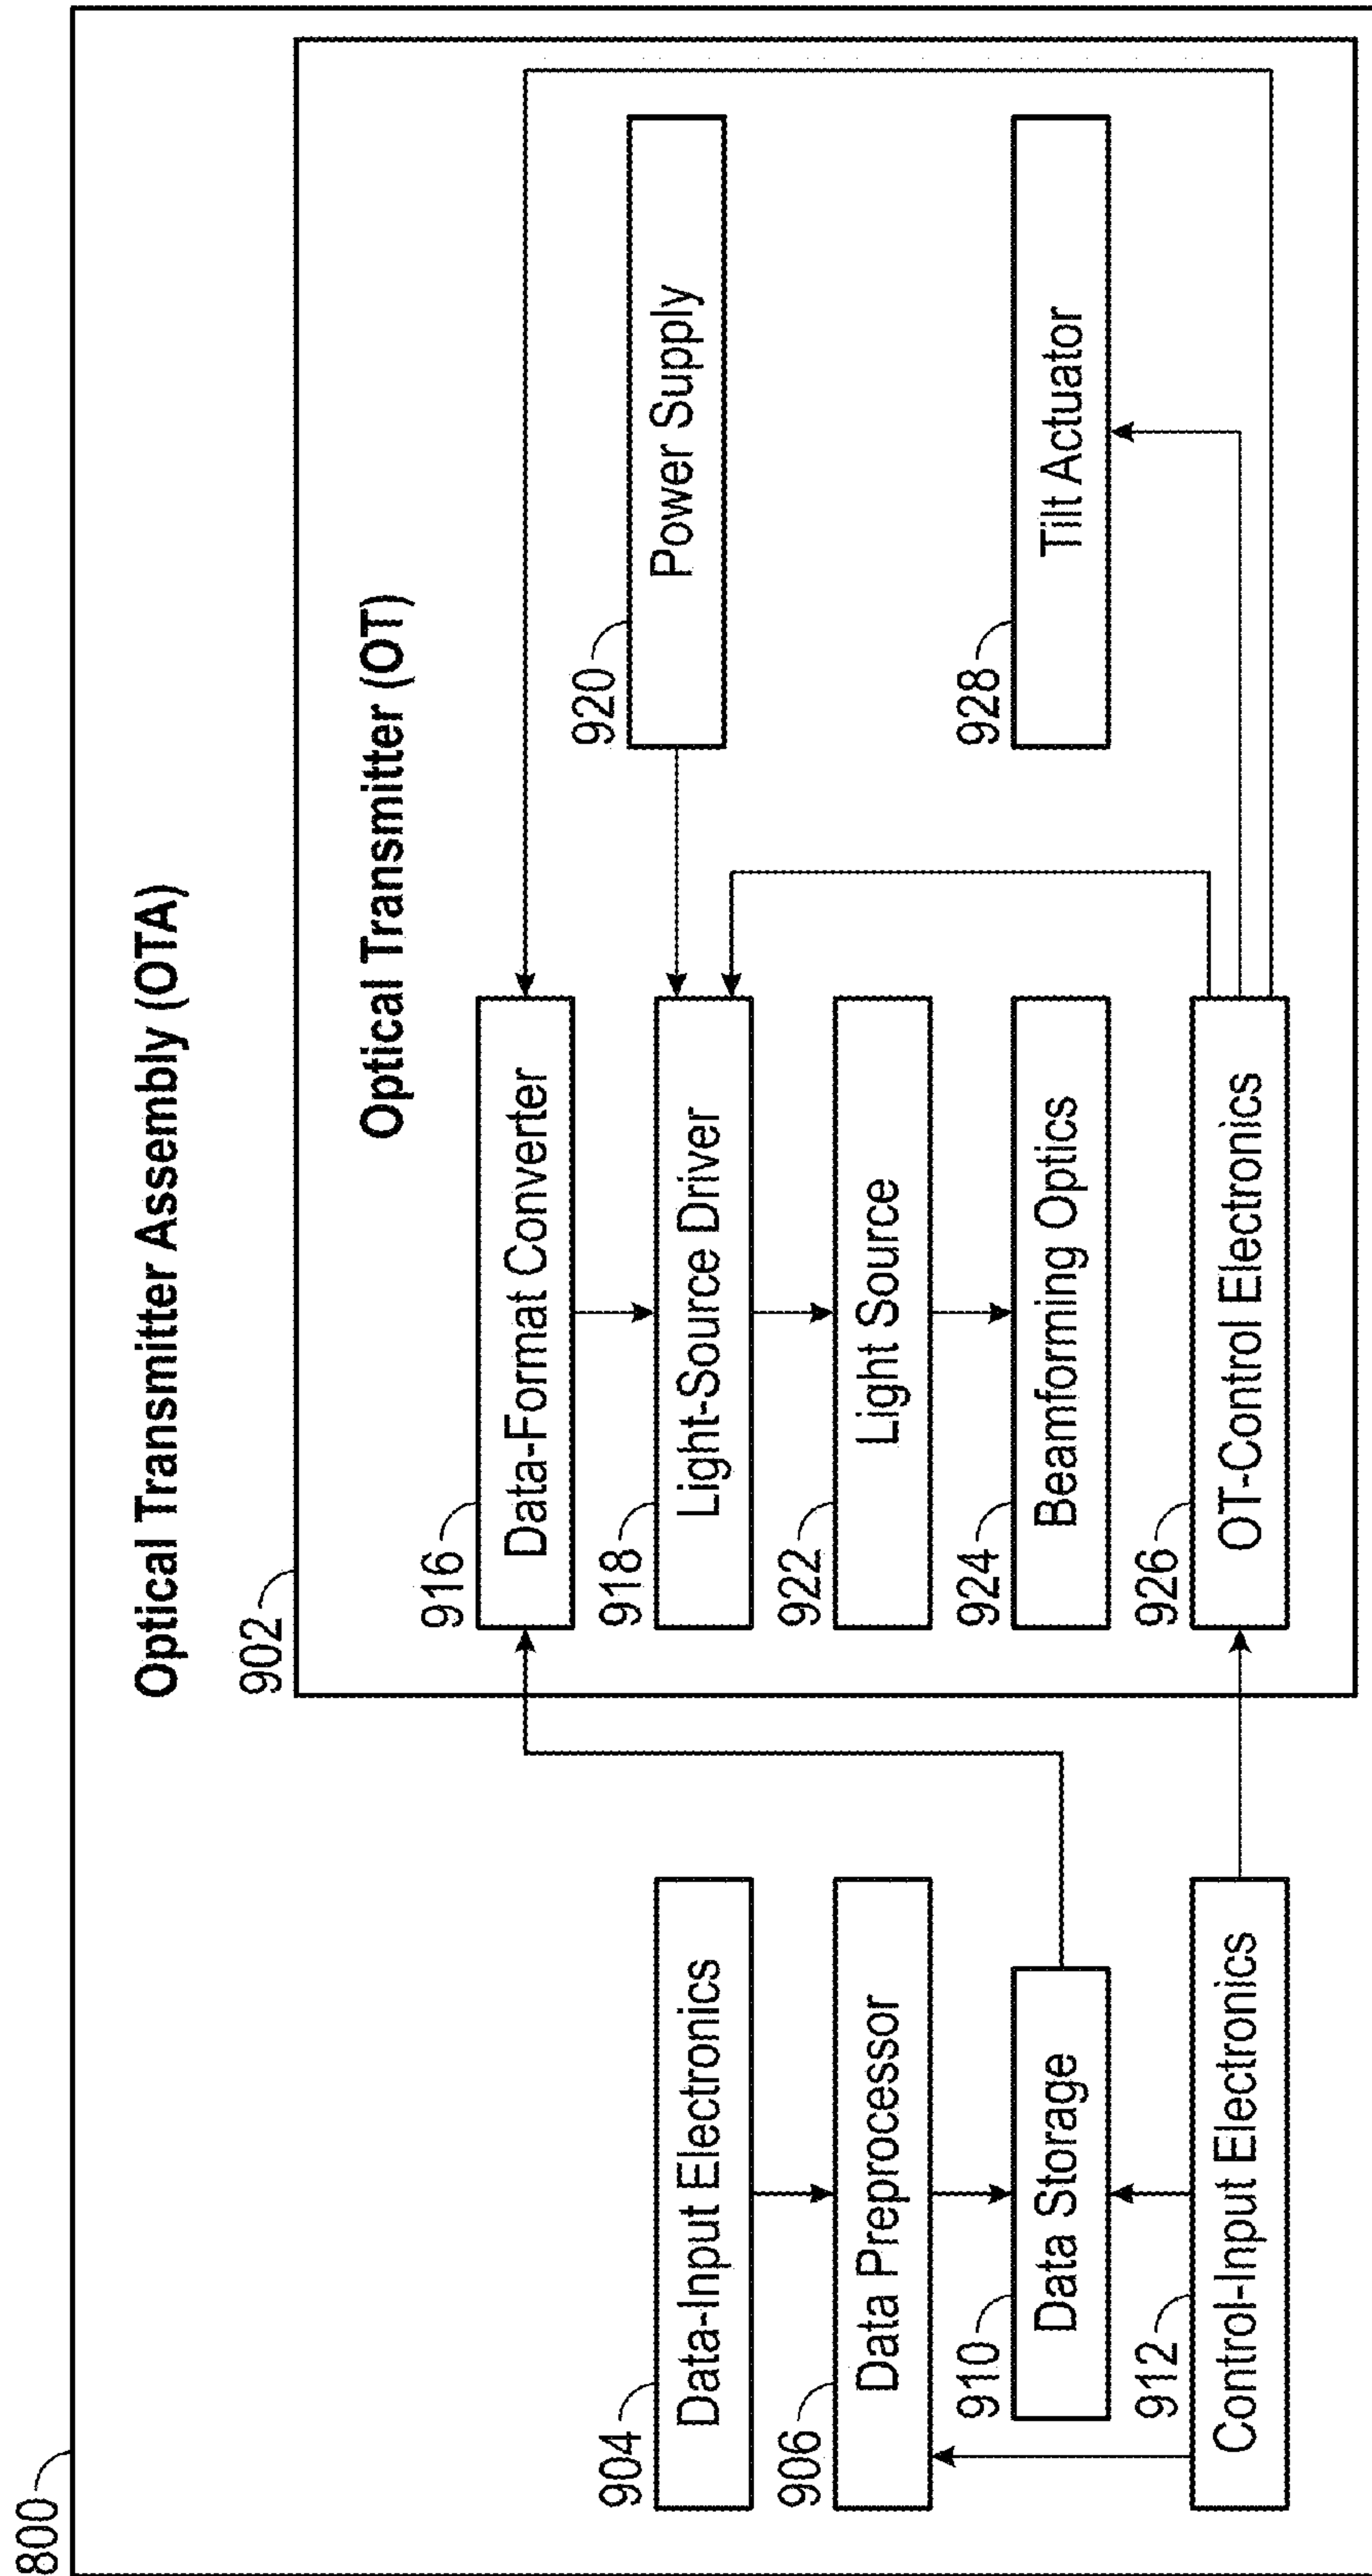 800
Optical Transmitter Assembly (OTA)
902
Optical Transmitter (OT)
904
Data-Input Electronics
906
Data Preprocessor
910
Data Storage
912
Control-Input Electronics
916
Data-Format Converter
918
Light-Source Driver
922
Light Source
924
Beamforming Optics
926
OT-Control Electronics
920
Power Supply
928
Tilt Actuator